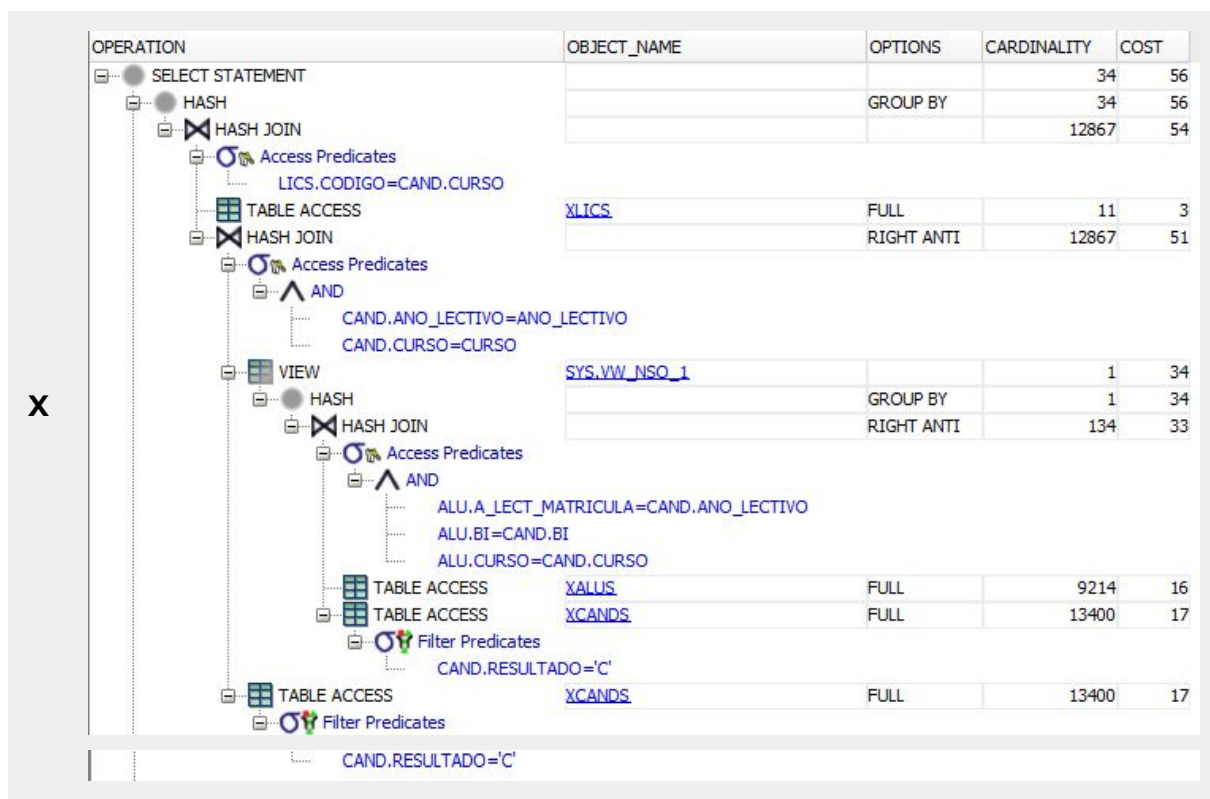 OPERATION OBJECT_NAME OPTIONS CARDINALITY COST
SELECT STATEMENT 34 56
HASH GROUP BY 34 56
HASH JOIN 12867 54
Access Predicates
LICS.CODIGO=CAND.CURSO
TABLE ACCESS XLICS FULL 11 3
HASH JOIN RIGHT ANTI 12867 51
Access Predicates
AND
CAND.ANO_LECTIVO=ANO_LECTIVO
CAND.CURSO=CURSO
VIEW SYS.VW_NSO_1 1 34
X
HASH GROUP BY 1 34
HASH JOIN RIGHT ANTI 134 33
Access Predicates
AND
ALU.A_LECT_MATRICULA=CAND.ANO_LECTIVO
ALU.BI=CAND.BI
ALU.CURSO=CAND.CURSO
TABLE ACCESS XALUS FULL 9214 16
TABLE ACCESS XCANDS FULL 13400 17
Filter Predicates
CAND.RESULTADO='C'
TABLE ACCESS XCANDS FULL 13400 17
Filter Predicates
CAND.RESULTADO='C'